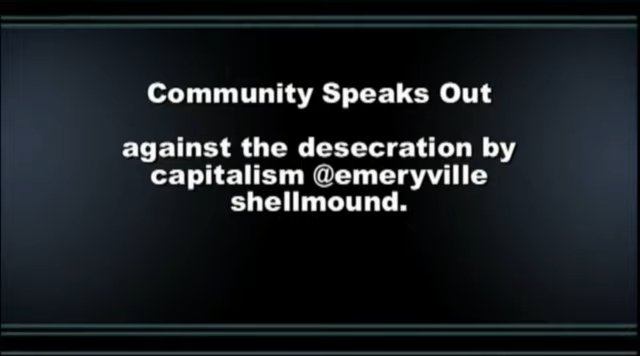 Community Speaks Out
against the desecration by
capitalism @emeryville
shellmound.